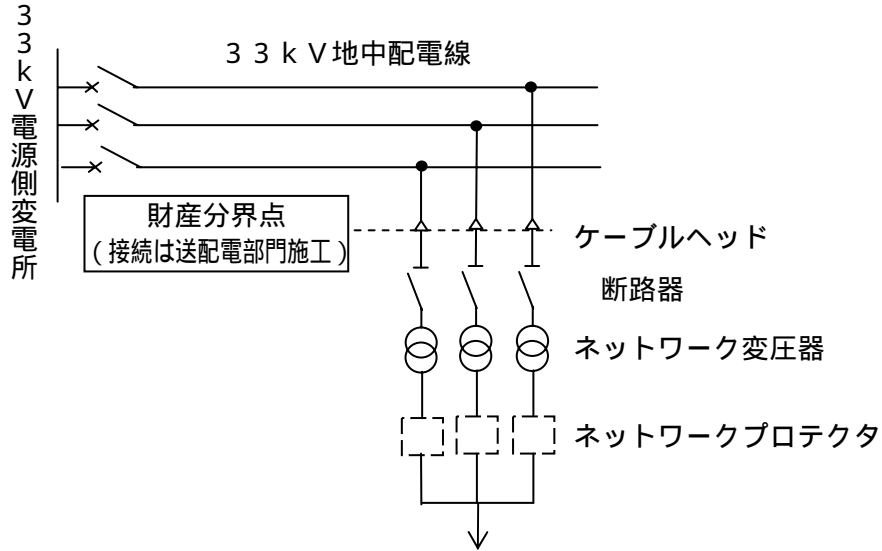 ３３ｋＶ電源側変電所
３３ｋＶ地中配電線
財産分界点
（接続は送配電部門施工）
ケーブルヘッド
断路器
ネットワーク変圧器
ネットワークプロテクタ